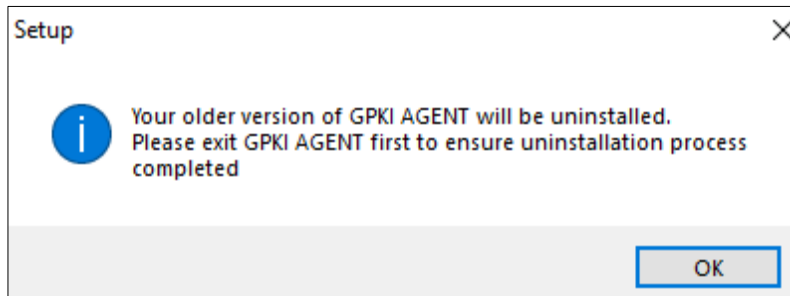 Setup
Your older version of GPKI AGENT will be uninstalled.
Please exit GPKI AGENT first to ensure uninstallation process
completed
OK